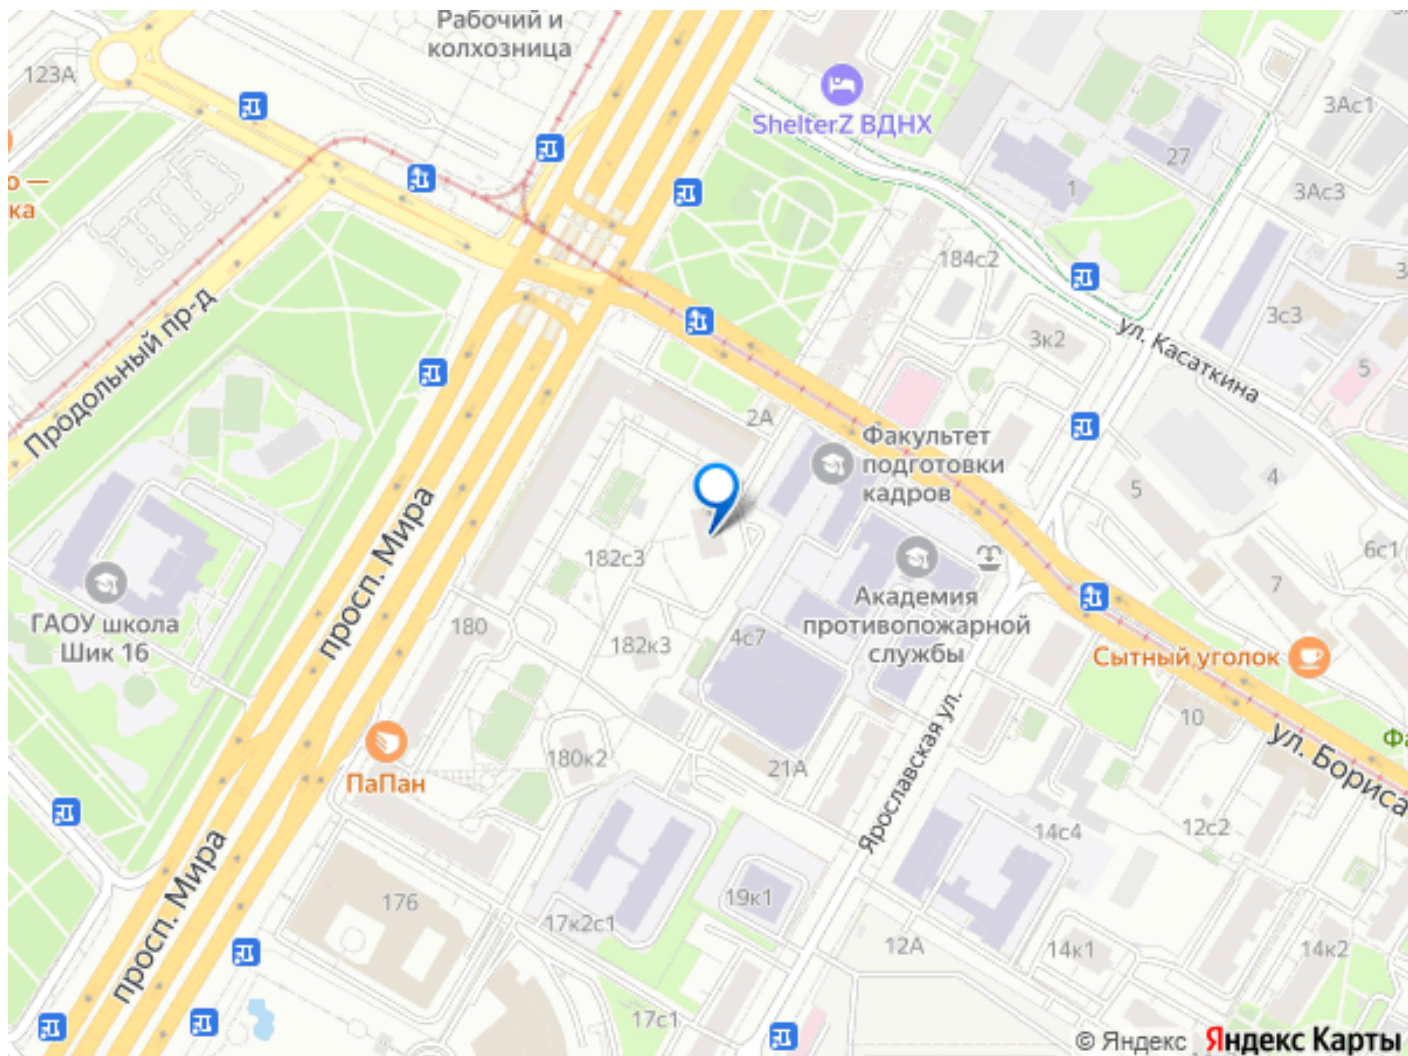 Рабочий и
колхозница
123А
ShelterZ ВДНХ
3Ас1
27
1
3Ас3
ка
184с2
3с3
3к2
ул. Касаткина
5
Продольный пр-д
2А
Факультет
подготовки
кадров
4
5
просп. Мира
182с3
6с1
7
ГАОУ школа
Шик 16
180
182к3
4с7
Академия
противопожарной
службы
Сытный уголок
10
ул. Бориса
Фа
ПаПан
180к2
21А
Ярославская ул.
14с4
12с2
просп. Мира
176
19к1
17к2с1
12А
14к1
14к2
17с1
© Яндекс Яндекс Карты